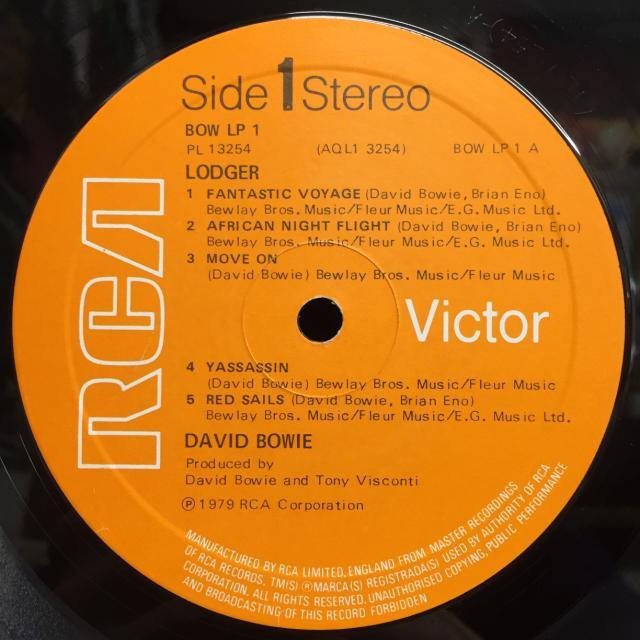 Side 1 Stereo
BOW LP 1
PL 13254 (AQL1 3254) BOW LP 1 A
LODGER
1 FANTASTIC VOYAGE (David Bowie, Brian Eno)
Bewlay Bros. Music/Fleur Music/E.G. Music Ltd.
2 AFRICAN NIGHT FLIGHT (David Bowie, Brian Eno)
Bewlay Bros. Music/Fleur Music/E.G. Music Ltd.
3 MOVE ON
(David Bowie) Bewlay Bros. Music/Fleur Music
RCA
Victor
4 YASSASSIN
(David Bowie) Bewlay Bros. Music/Fleur Music
5 RED SAILS (David Bowie, Brian Eno)
Bewlay Bros. Music/Fleur Music/E.G. Music Ltd.
DAVID BOWIE
Produced by
David Bowie and Tony Visconti
Ⓟ 1979 RCA Corporation
MANUFACTURED BY RCA LIMITED, ENGLAND FROM MASTER RECORDINGS
OF RCA RECORDS. TM(S) ® MARCA(S) REGISTRADA(S) USED BY AUTHORITY OF RCA
CORPORATION. ALL RIGHTS RESERVED. UNAUTHORISED COPYING, PUBLIC PERFORMANCE
AND BROADCASTING OF THIS RECORD FORBIDDEN